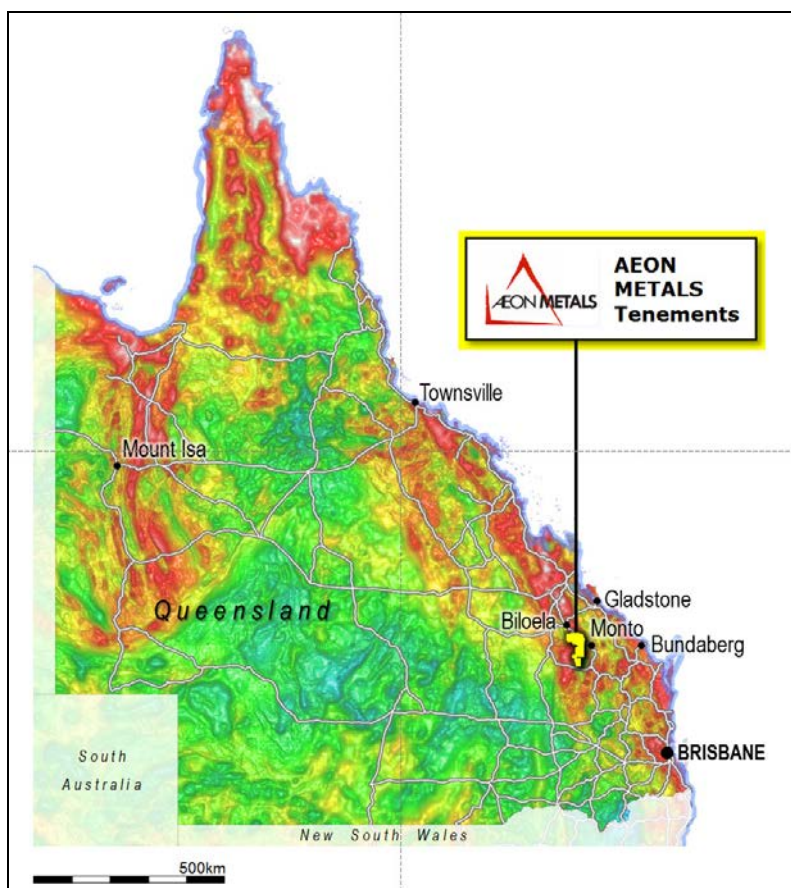 AEON METALS
AEON
METALS
Tenements
Townsville
Mount Isa
Queensland
Gladstone
Biloela
Monto
Bundaberg
BRISBANE
South
Australia
New South Wales
500km